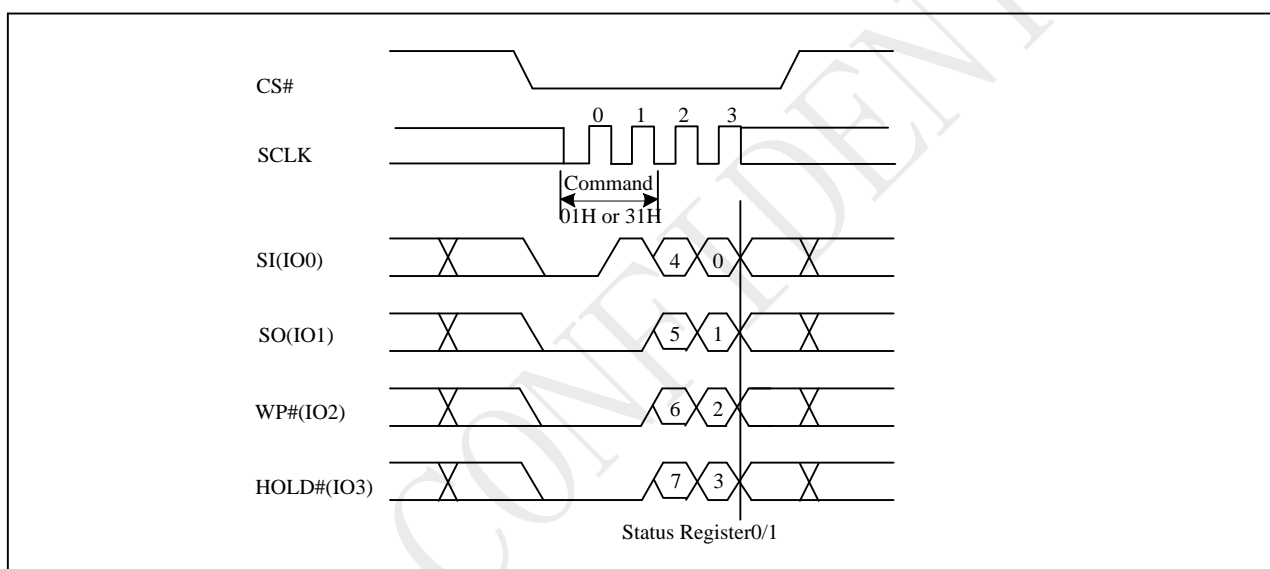 CS#
0 1 2 3
SCLK
Command
01H or 31H
SI(IO0) 4 0
SO(IO1) 5 1
WP#(IO2) 6 2
HOLD#(IO3) 7 3
Status Register0/1
CONFIDENT